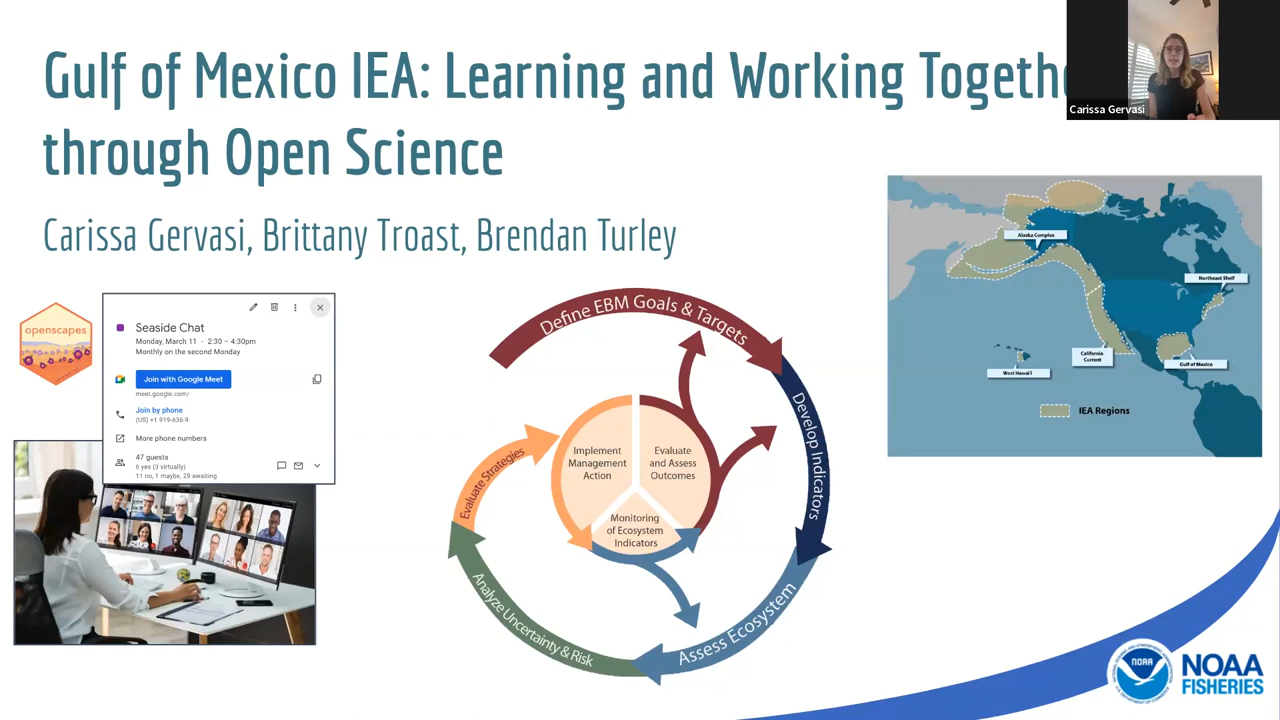 Gulf of Mexico IEA: Learning and Working Togethe
through Open Science
Carissa Gervasi
Carissa Gervasi, Brittany Troast, Brendan Turley
Alaska Complex
Northeast Shelf
California
Current
Gulf of Mexico
West Hawai'i
IEA Regions
openscapes
Seaside Chat
Monday, March 11 · 2:30 – 4:30pm
Monthly on the second Monday
Join with Google Meet
meet.google.com/
Join by phone
(US) +1 919-636-9
More phone numbers
47 guests
6 yes (3 virtually)
11 no, 1 maybe, 29 awaiting
Define EBM Goals & Targets
Develop Indicators
Assess Ecosystem
Analyze Uncertainty & Risk
Evaluate Strategies
Implement
Management
Action
Evaluate
and Assess
Outcomes
Monitoring
of Ecosystem
Indicators
NOAA
NOAA
FISHERIES